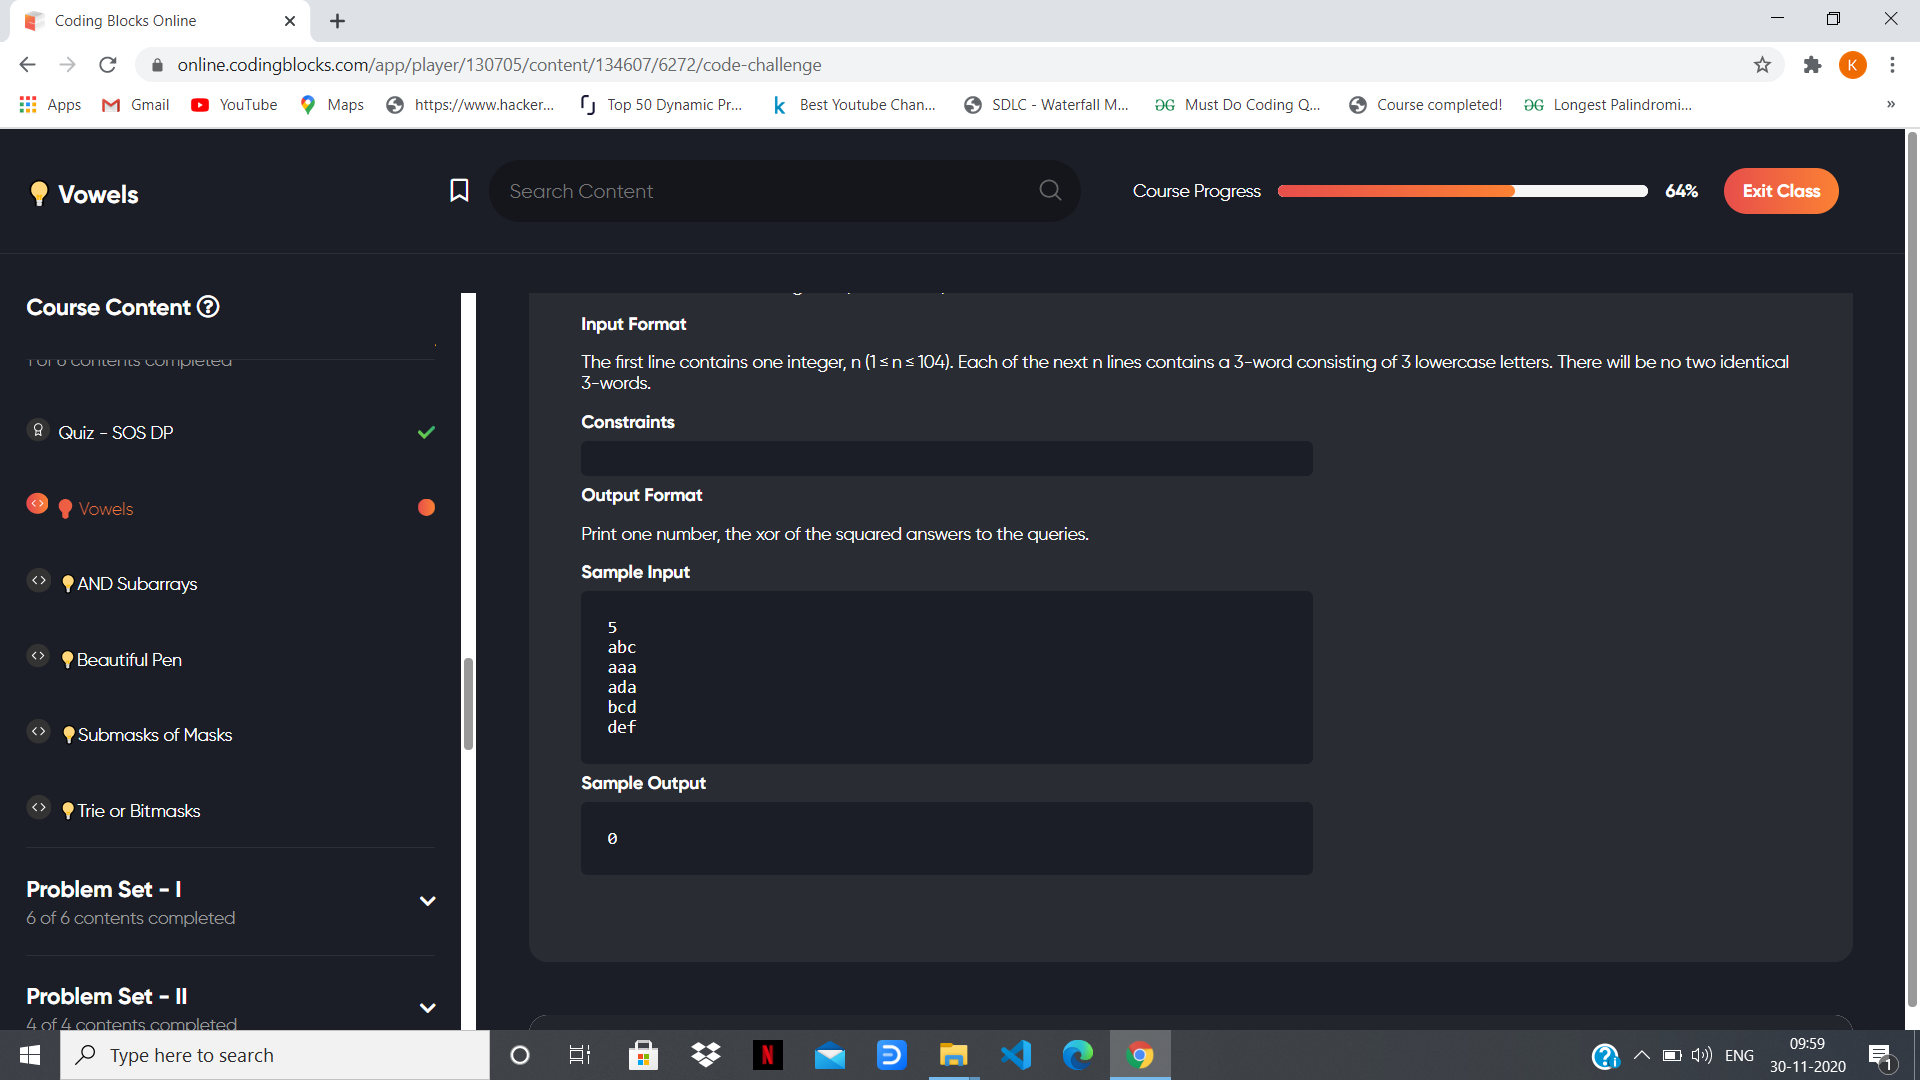 Coding Blocks Online
online.codingblocks.com/app/player/130705/content/134607/6272/code-challenge
K
Apps
Gmail
YouTube
Maps
https://www.hacker...
Top 50 Dynamic Pr...
Best Youtube Chan...
SDLC - Waterfall M...
Must Do Coding Q...
Course completed!
Longest Palindromi...
»
Vowels
Search Content
Course Progress
64%
Exit Class
Course Content
1 of 6 contents completed
Quiz - SOS DP
Vowels
AND Subarrays
Beautiful Pen
Submasks of Masks
Trie or Bitmasks
Problem Set - I
6 of 6 contents completed
Problem Set - II
4 of 4 contents completed
Input Format
The first line contains one integer, n (1 ≤ n ≤ 104). Each of the next n lines contains a 3-word consisting of 3 lowercase letters. There will be no two identical
3-words.
Constraints
Output Format
Print one number, the xor of the squared answers to the queries.
Sample Input
5
abc
aaa
ada
bcd
def
Sample Output
0
Type here to search
ENG
09:59
30-11-2020
1